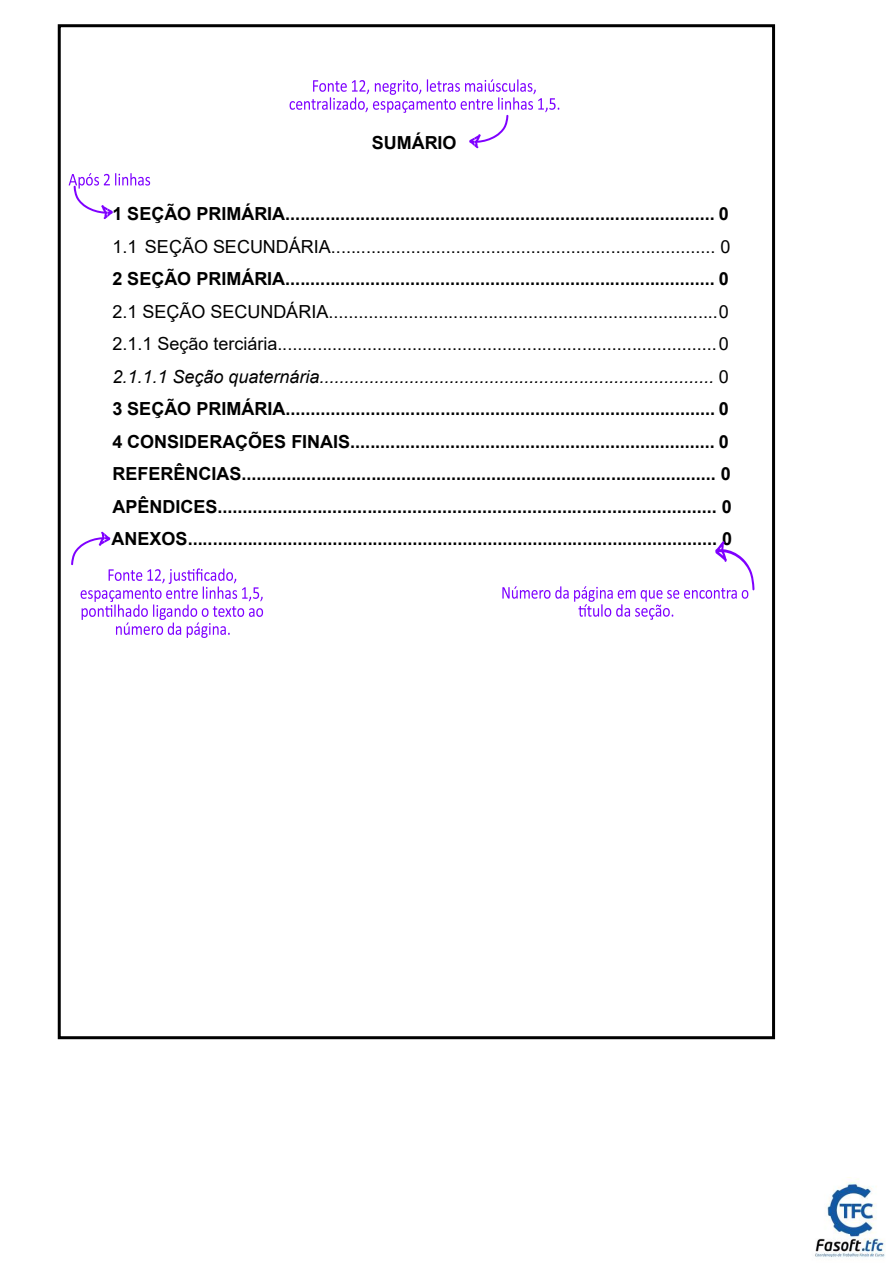 Fonte 12, negrito, letras maiúsculas,
centralizado, espaçamento entre linhas 1,5.
SUMÁRIO
Após 2 linhas
1 SEÇÃO PRIMÁRIA..................................................................................... 0
1.1 SEÇÃO SECUNDÁRIA............................................................................ 0
2 SEÇÃO PRIMÁRIA..................................................................................... 0
2.1 SEÇÃO SECUNDÁRIA............................................................................0
2.1.1 Seção terciária......................................................................................0
2.1.1.1 Seção quaternária............................................................................. 0
3 SEÇÃO PRIMÁRIA..................................................................................... 0
4 CONSIDERAÇÕES FINAIS........................................................................ 0
REFERÊNCIAS.............................................................................................. 0
APÊNDICES................................................................................................... 0
ANEXOS......................................................................................................... 0
Fonte 12, justificado,
espaçamento entre linhas 1,5,
pontilhado ligando o texto ao
número da página.
Número da página em que se encontra o
título da seção.
TFC
Fasoft.tfc